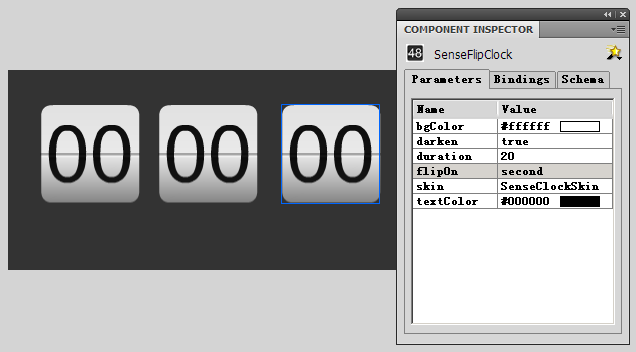 00 00 00
COMPONENT INSPECTOR
48 SenseFlipClock
Parameters Bindings Schema
Name Value
bgColor #ffffff
darken true
duration 20
flipOn second
skin SenseClockSkin
textColor #000000